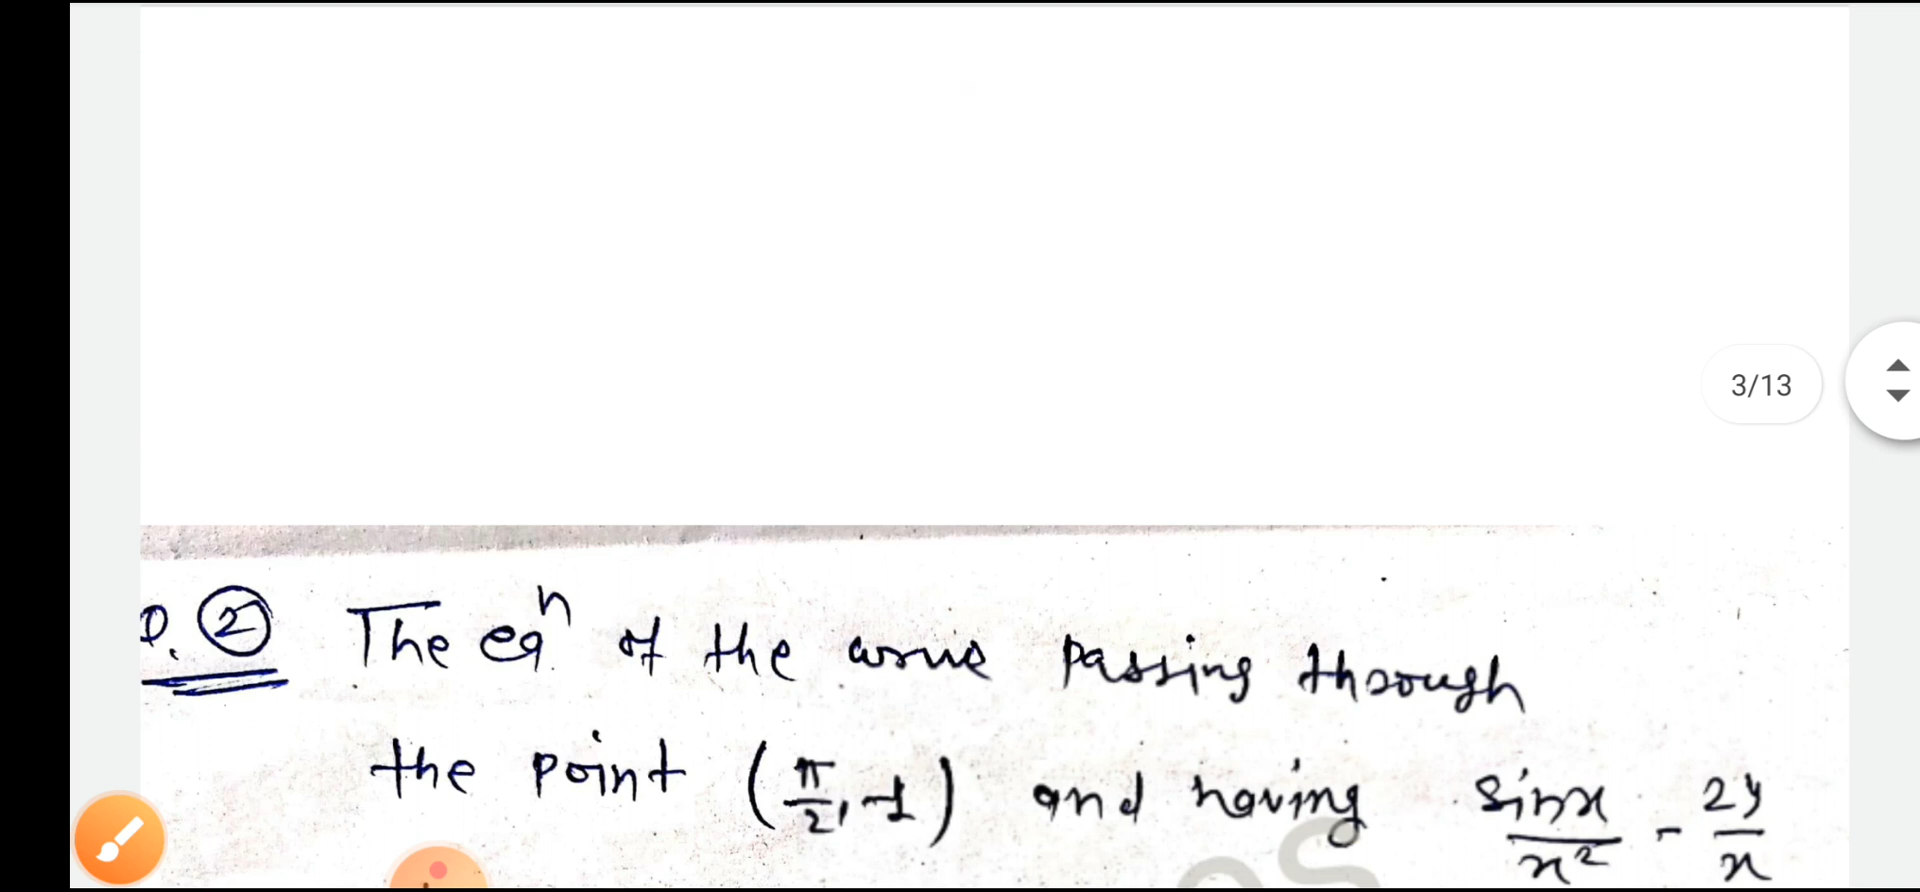 3/13
Q. ② The eqⁿ of the curve passing through
the point (π/2, -1) and having sinx/x² - 2y/x